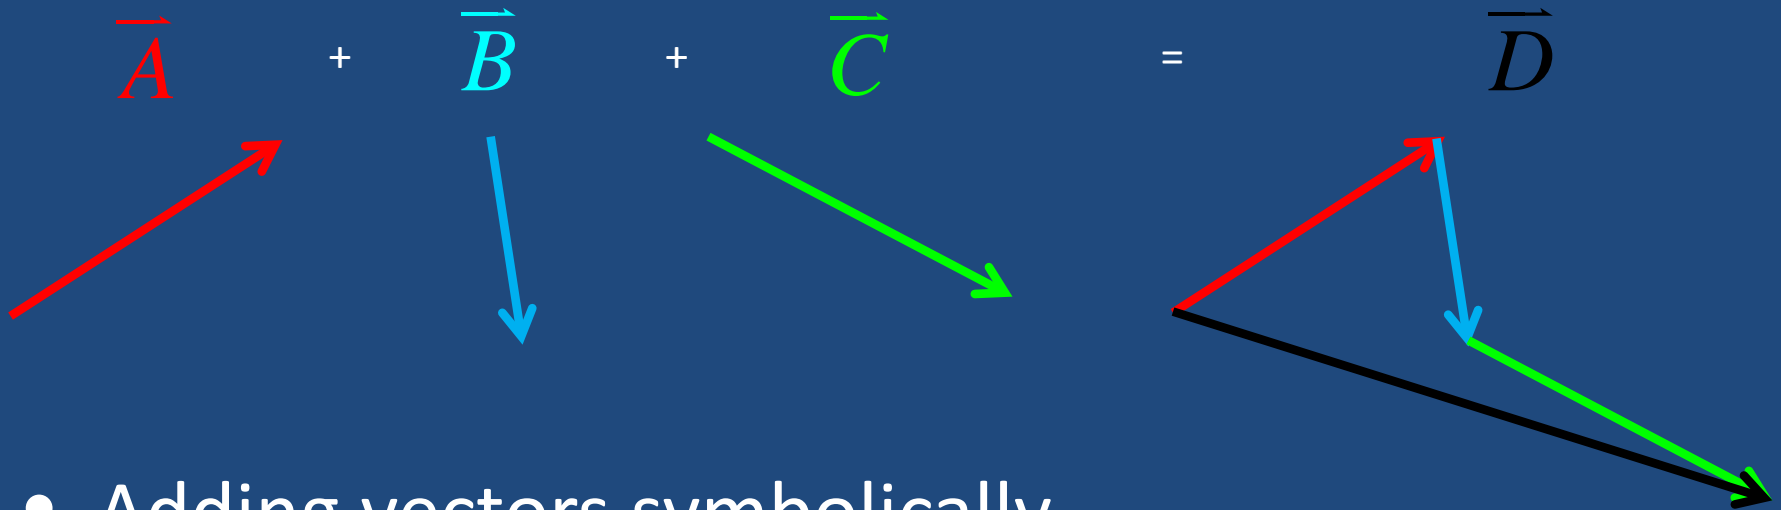 A + B + C = D
• Adding vectors symbolically